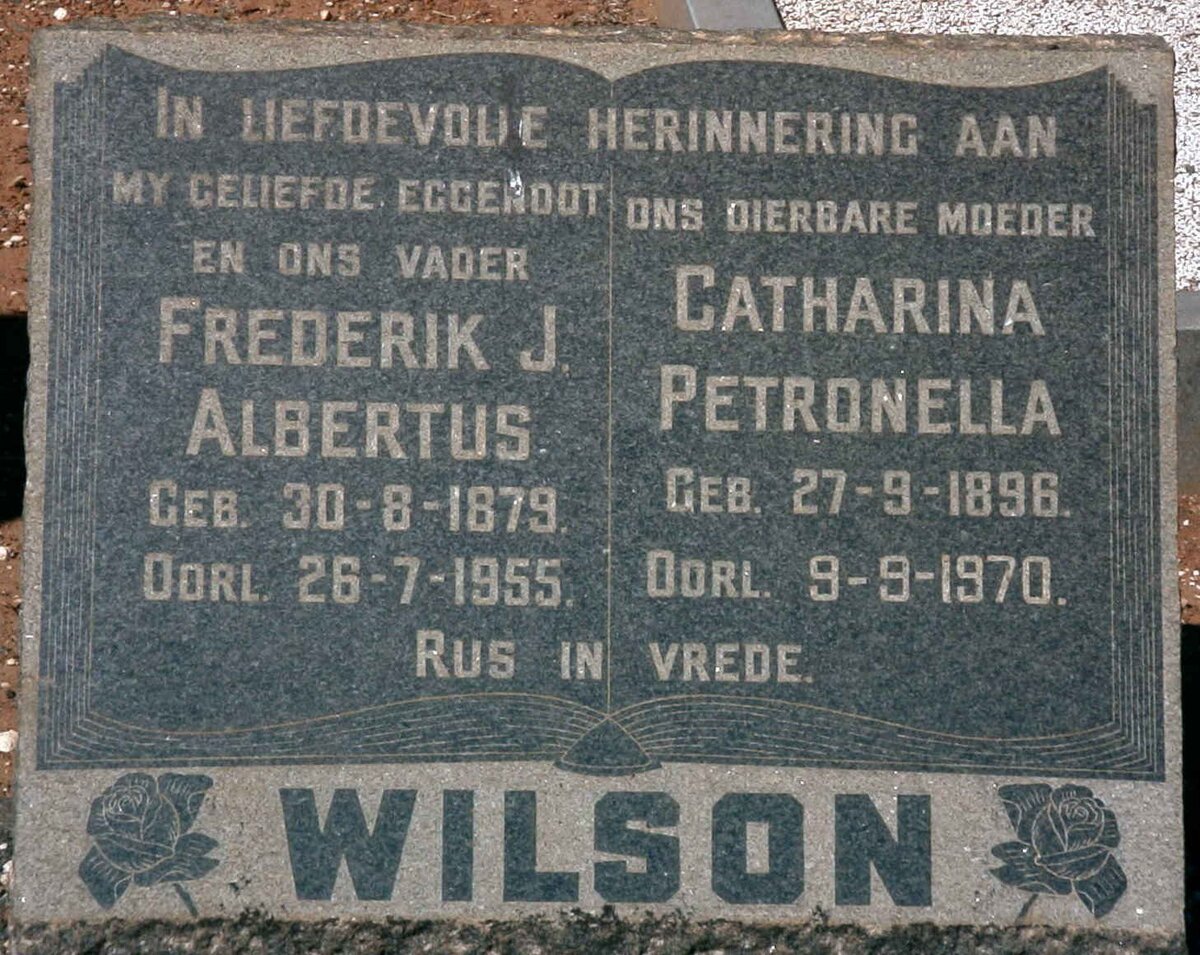 IN LIEFDEVOLLE HERINNERING AAN
MY GELIEFDE EGGENOOT
EN ONS VADER
FREDERIK J.
ALBERTUS
GEB. 30-8-1879.
OORL. 26-7-1955.
ONS DIERBARE MOEDER
CATHARINA
PETRONELLA
GEB. 27-9-1896.
OORL. 9-9-1970.
RUS IN VREDE.
WILSON